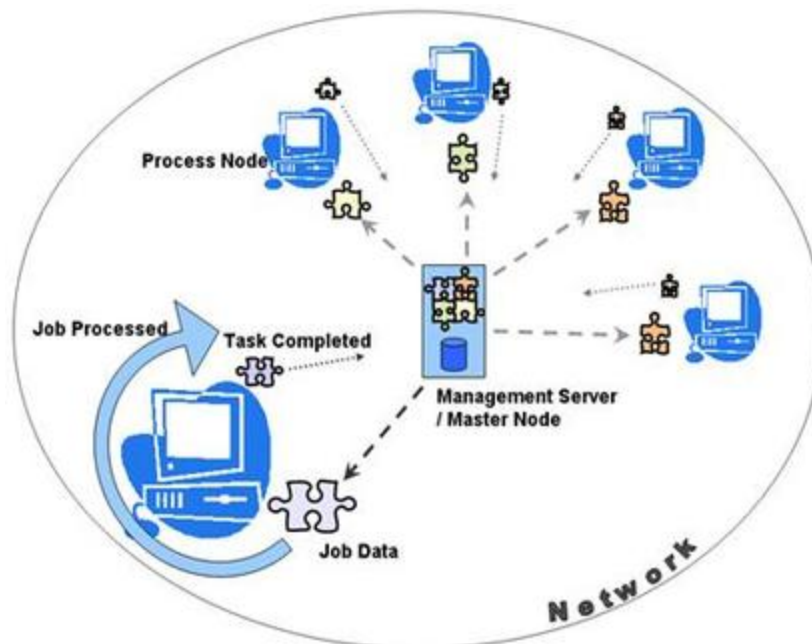 Process Node
Job Processed
Task Completed
Management Server
/ Master Node
Job Data
Network